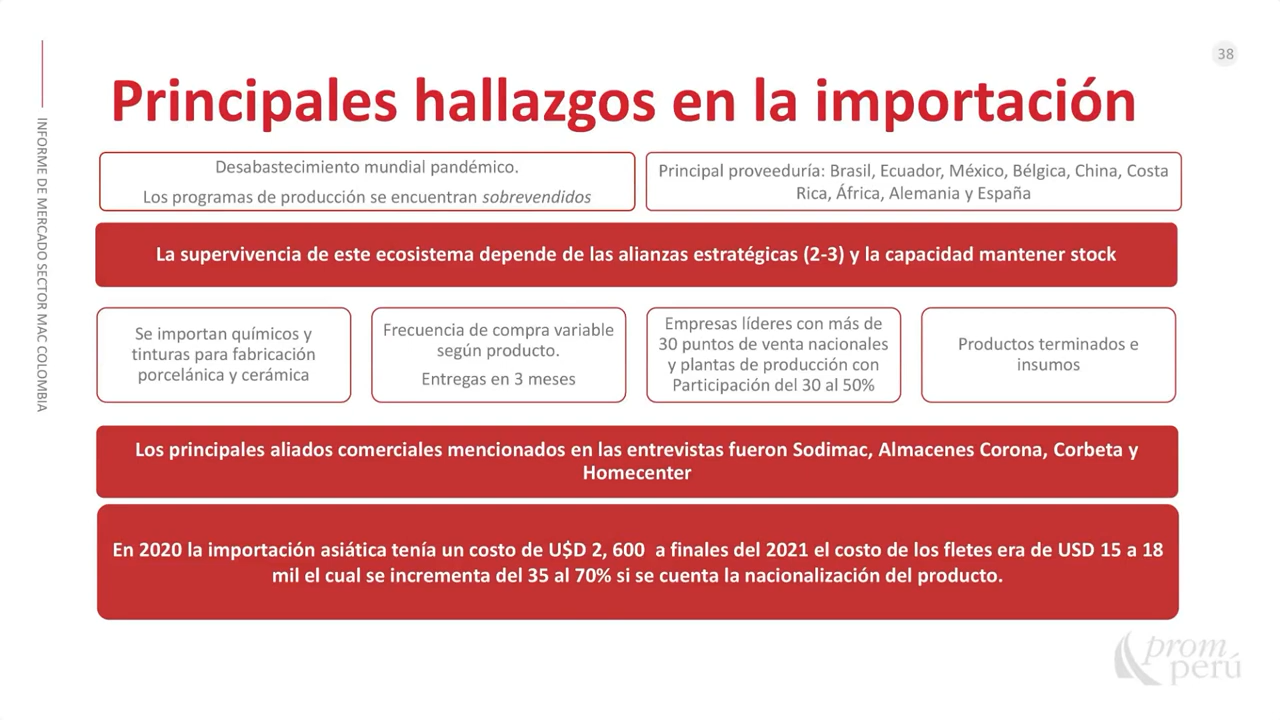 38
Principales hallazgos en la importación
INFORME DE MERCADO SECTOR MAC COLOMBIA
Desabastecimiento mundial pandémico.
Los programas de producción se encuentran sobrevendidos
Principal proveeduría: Brasil, Ecuador, México, Bélgica, China, Costa
Rica, África, Alemania y España
La supervivencia de este ecosistema depende de las alianzas estratégicas (2-3) y la capacidad mantener stock
Se importan químicos y
tinturas para fabricación
porcelánica y cerámica
Frecuencia de compra variable
según producto.
Entregas en 3 meses
Empresas líderes con más de
30 puntos de venta nacionales
y plantas de producción con
Participación del 30 al 50%
Productos terminados e
insumos
Los principales aliados comerciales mencionados en las entrevistas fueron Sodimac, Almacenes Corona, Corbeta y
Homecenter
En 2020 la importación asiática tenía un costo de U$D 2, 600  a finales del 2021 el costo de los fletes era de USD 15 a 18
mil el cual se incrementa del 35 al 70% si se cuenta la nacionalización del producto.
prom
perú